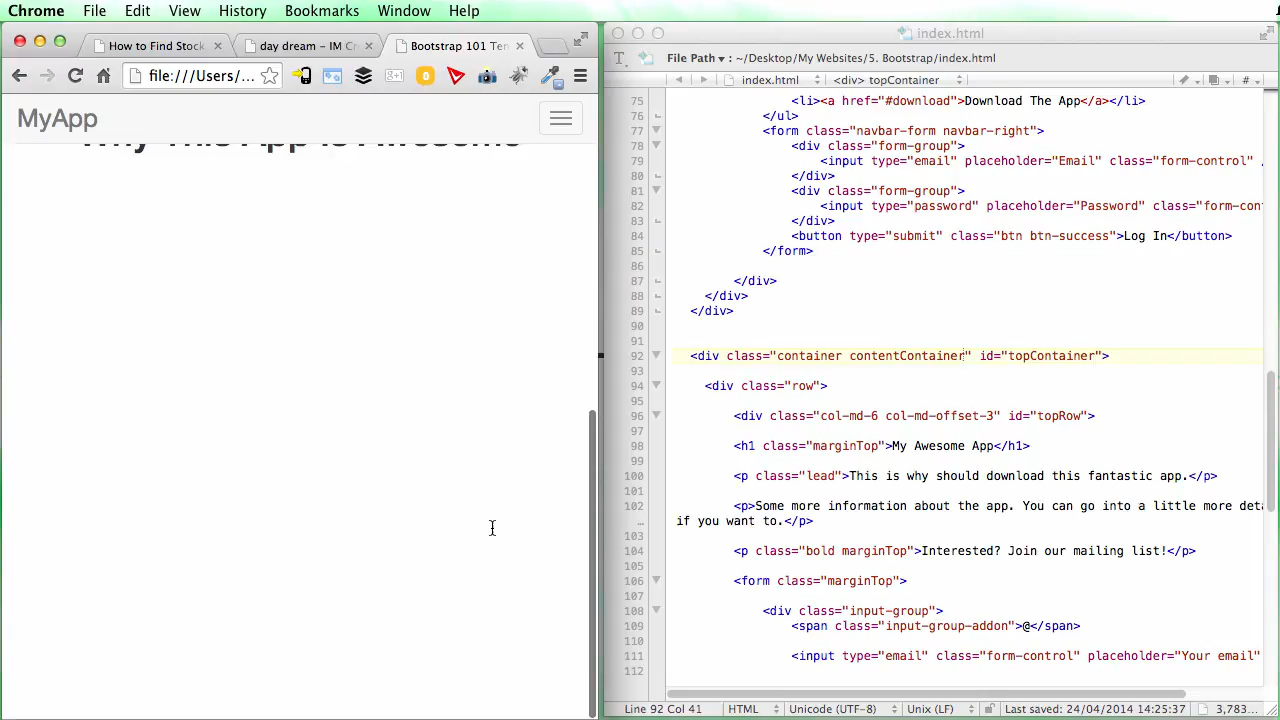 Chrome File Edit View History Bookmarks Window Help
How to Find Stoc
day dream – IM Cr
Bootstrap 101 Ten
file:///Users/...
MyApp
Why This App Is Awesome
index.html
File Path ▾ : ~/Desktop/My Websites/5. Bootstrap/index.html
index.html <div> topContainer
75 <li><a href="#download">Download The App</a></li>
76 </ul>
77 <form class="navbar-form navbar-right">
78 <div class="form-group">
79 <input type="email" placeholder="Email" class="form-control"
80 </div>
81 <div class="form-group">
82 <input type="password" placeholder="Password" class="form-con
83 </div>
84 <button type="submit" class="btn btn-success">Log In</button>
85 </form>
86
87 </div>
88 </div>
89 </div>
90
91
92 <div class="container contentContainer" id="topContainer">
93
94 <div class="row">
95
96 <div class="col-md-6 col-md-offset-3" id="topRow">
97
98 <h1 class="marginTop">My Awesome App</h1>
99
100 <p class="lead">This is why should download this fantastic app.</p>
101
102 <p>Some more information about the app. You can go into a little more deta
… if you want to.</p>
103
104 <p class="bold marginTop">Interested? Join our mailing list!</p>
105
106 <form class="marginTop">
107
108 <div class="input-group">
109 <span class="input-group-addon">@</span>
110
111 <input type="email" class="form-control" placeholder="Your email"
112
Line 92 Col 41 HTML Unicode (UTF-8) Unix (LF) Last saved: 24/04/2014 14:25:37 3,783...